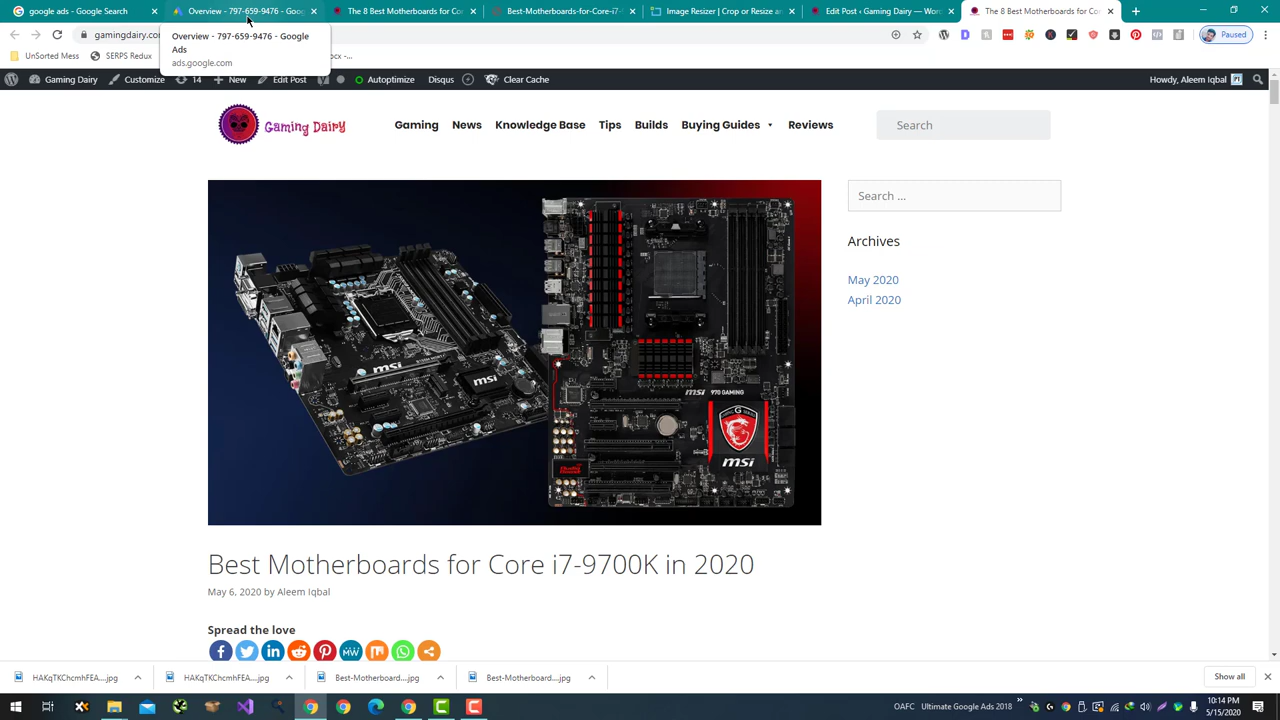 google ads - Google Search
Overview - 797-659-9476 - Goog
The 8 Best Motherboards for Cor
Best-Motherboards-for-Core-i7-
Image Resizer | Crop or Resize an
Edit Post ‹ Gaming Dairy — Wor
The 8 Best Motherboards for Cor
gamingdairy.co
Paused
Overview - 797-659-9476 - Google
Ads
ads.google.com
UnSorted Mess
SERPS Redux
ocx -...
Gaming Dairy
Customize
14
New
Edit Post
Autoptimize
Disqus
Clear Cache
Howdy, Aleem Iqbal
Gaming Dairy
Gaming
News
Knowledge Base
Tips
Builds
Buying Guides
Reviews
Search
Search ...
Archives
May 2020
April 2020
msi
msi 970 GAMING
msi
Best Motherboards for Core i7-9700K in 2020
May 6, 2020 by Aleem Iqbal
Spread the love
HAKqTKChcmhFEA....jpg
HAKqTKChcmhFEA....jpg
Best-Motherboard....jpg
Best-Motherboard....jpg
Show all
OAFC
Ultimate Google Ads 2018
10:14 PM
5/15/2020